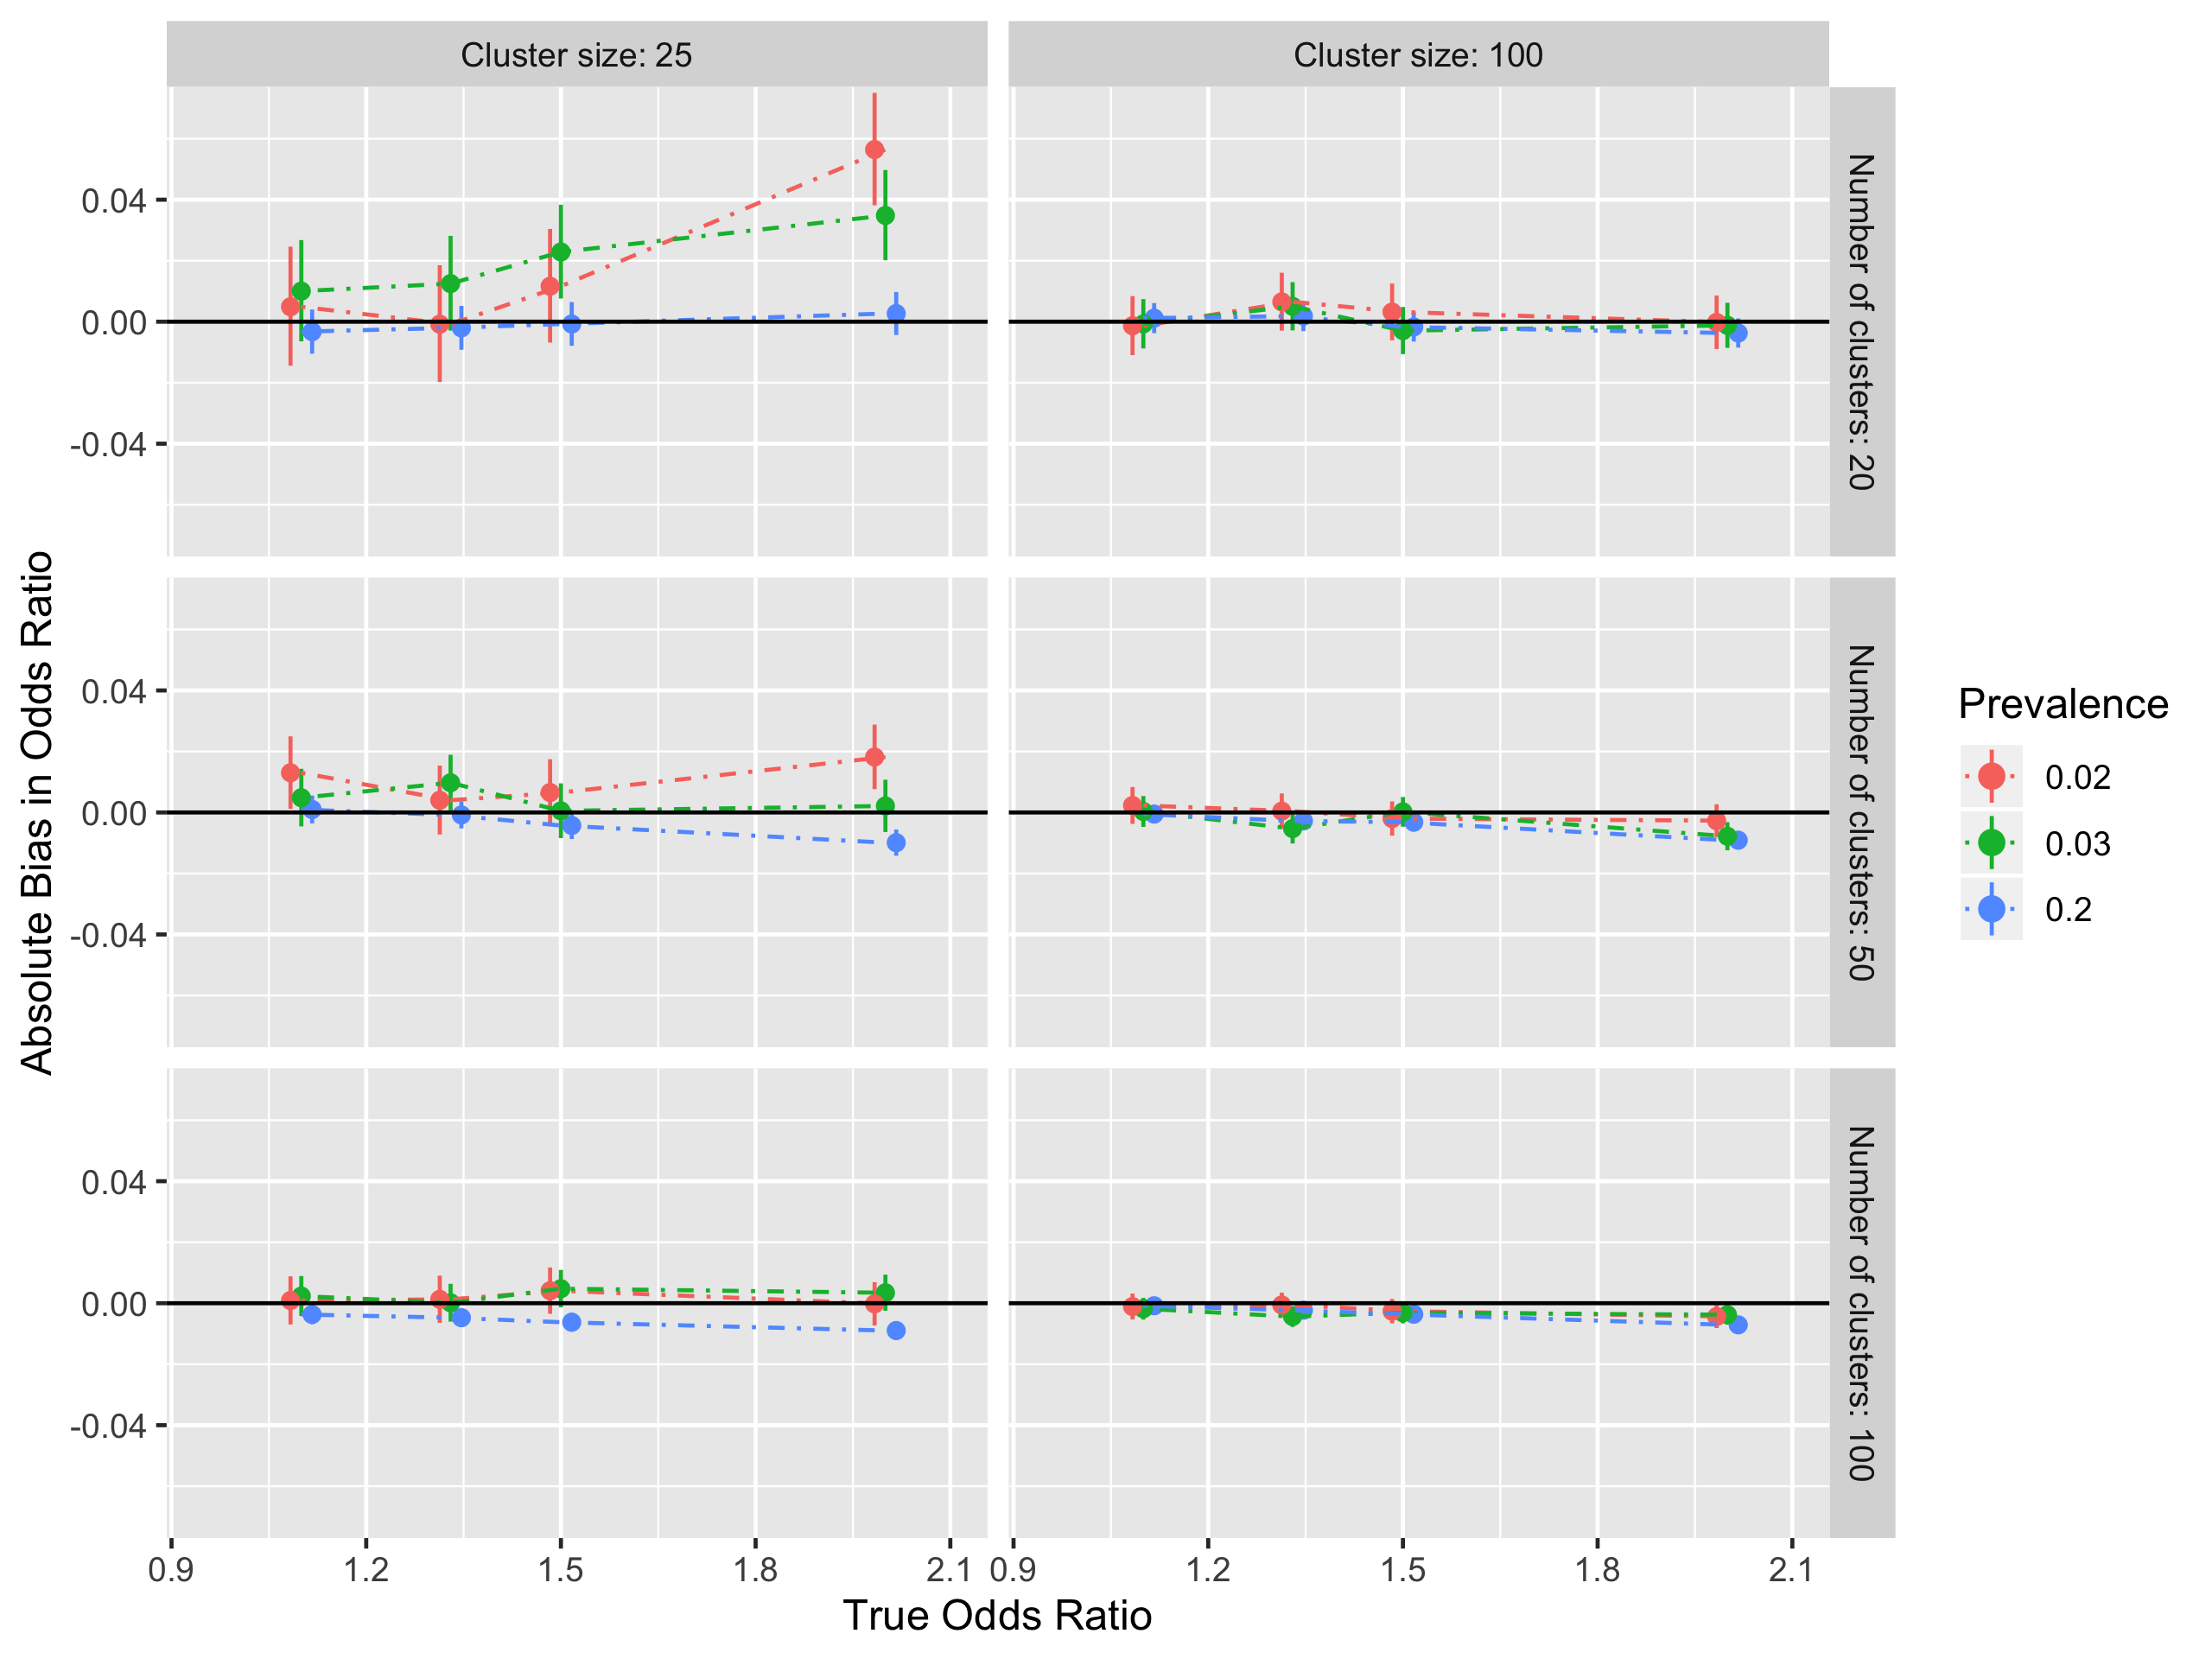 Cluster size: 25
Cluster size: 100
Absolute Bias in Odds Ratio
0.04
0.00
-0.04
Number of clusters: 20
0.04
0.00
-0.04
Number of clusters: 50
0.04
0.00
-0.04
Number of clusters: 100
0.9 1.2 1.5 1.8 2.1 0.9 1.2 1.5 1.8 2.1
True Odds Ratio
Prevalence
0.02
0.03
0.2